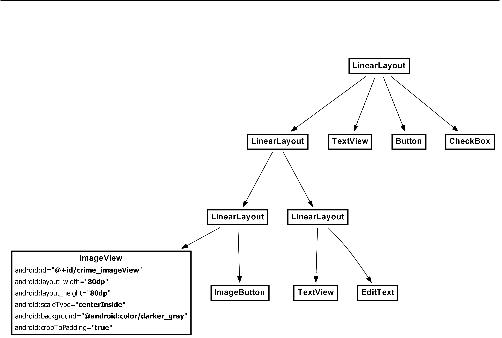 LinearLayout
LinearLayout
TextView
Button
CheckBox
LinearLayout
LinearLayout
ImageView
android:id="@+id/crime_imageView"
android:layout_width="80dp"
android:layout_height="80dp"
android:scaleType="centerInside"
android:background="@android:color/darker_gray"
android:cropToPadding="true"
ImageButton
TextView
EditText